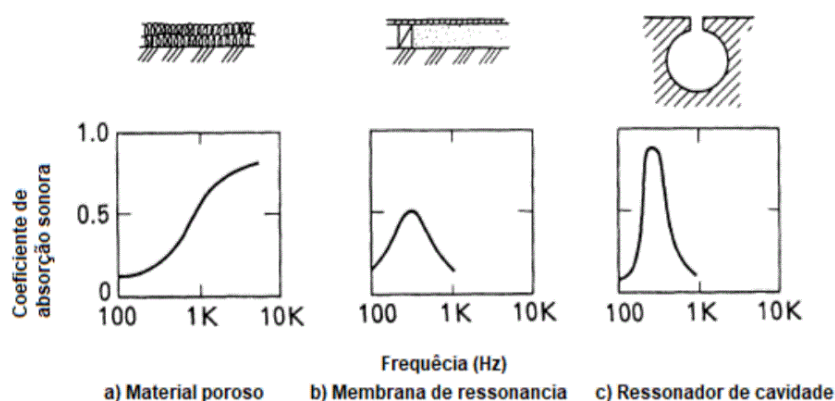 Coeficiente de
absorção sonora
1.0
0.5
0
100 1K 10K
100 1K 10K
100 1K 10K
Frequêcia (Hz)
a) Material poroso b) Membrana de ressonancia c) Ressonador de cavidade